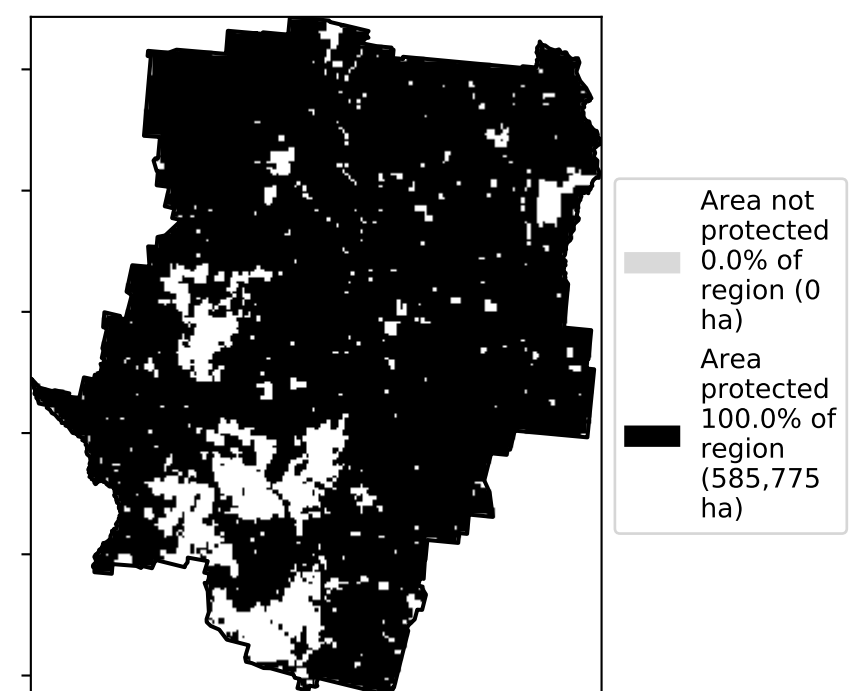 Area not
protected
0.0% of
region (0
ha)
Area
protected
100.0% of
region
(585,775
ha)